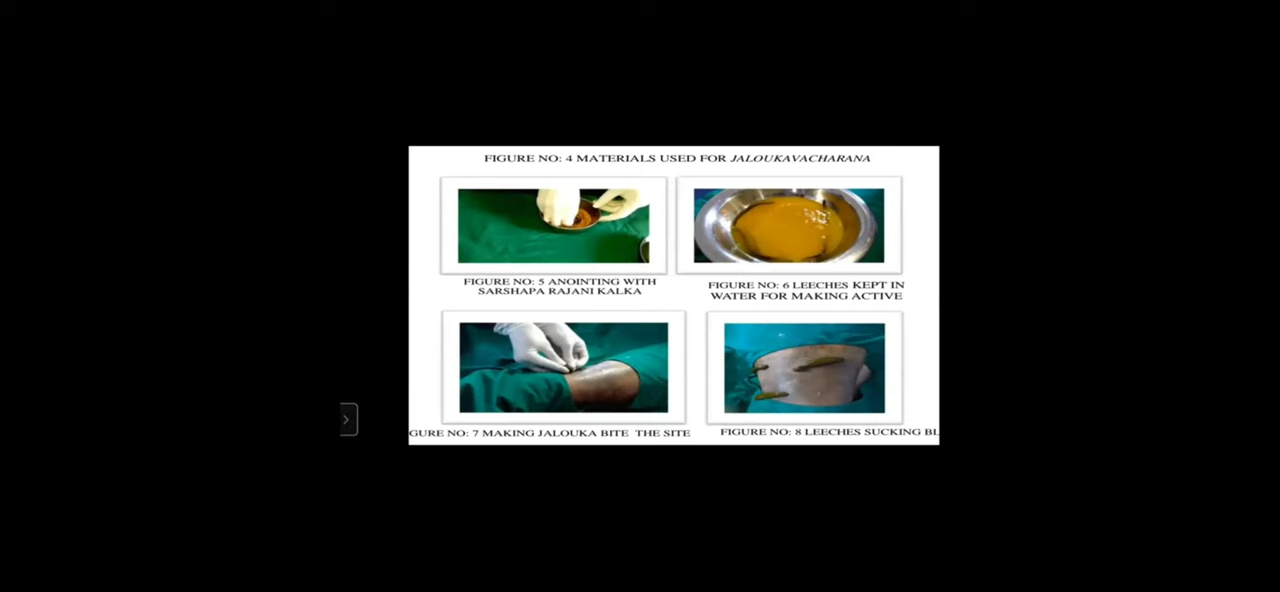 FIGURE NO: 4 MATERIALS USED FOR JALOUKAVACHARANA
FIGURE NO: 5 ANOINTING WITH
SARSHAPA RAJANI KALKA
FIGURE NO: 6 LEECHES KEPT IN
WATER FOR MAKING ACTIVE
GURE NO: 7 MAKING JALOUKA BITE THE SITE
FIGURE NO: 8 LEECHES SUCKING BL